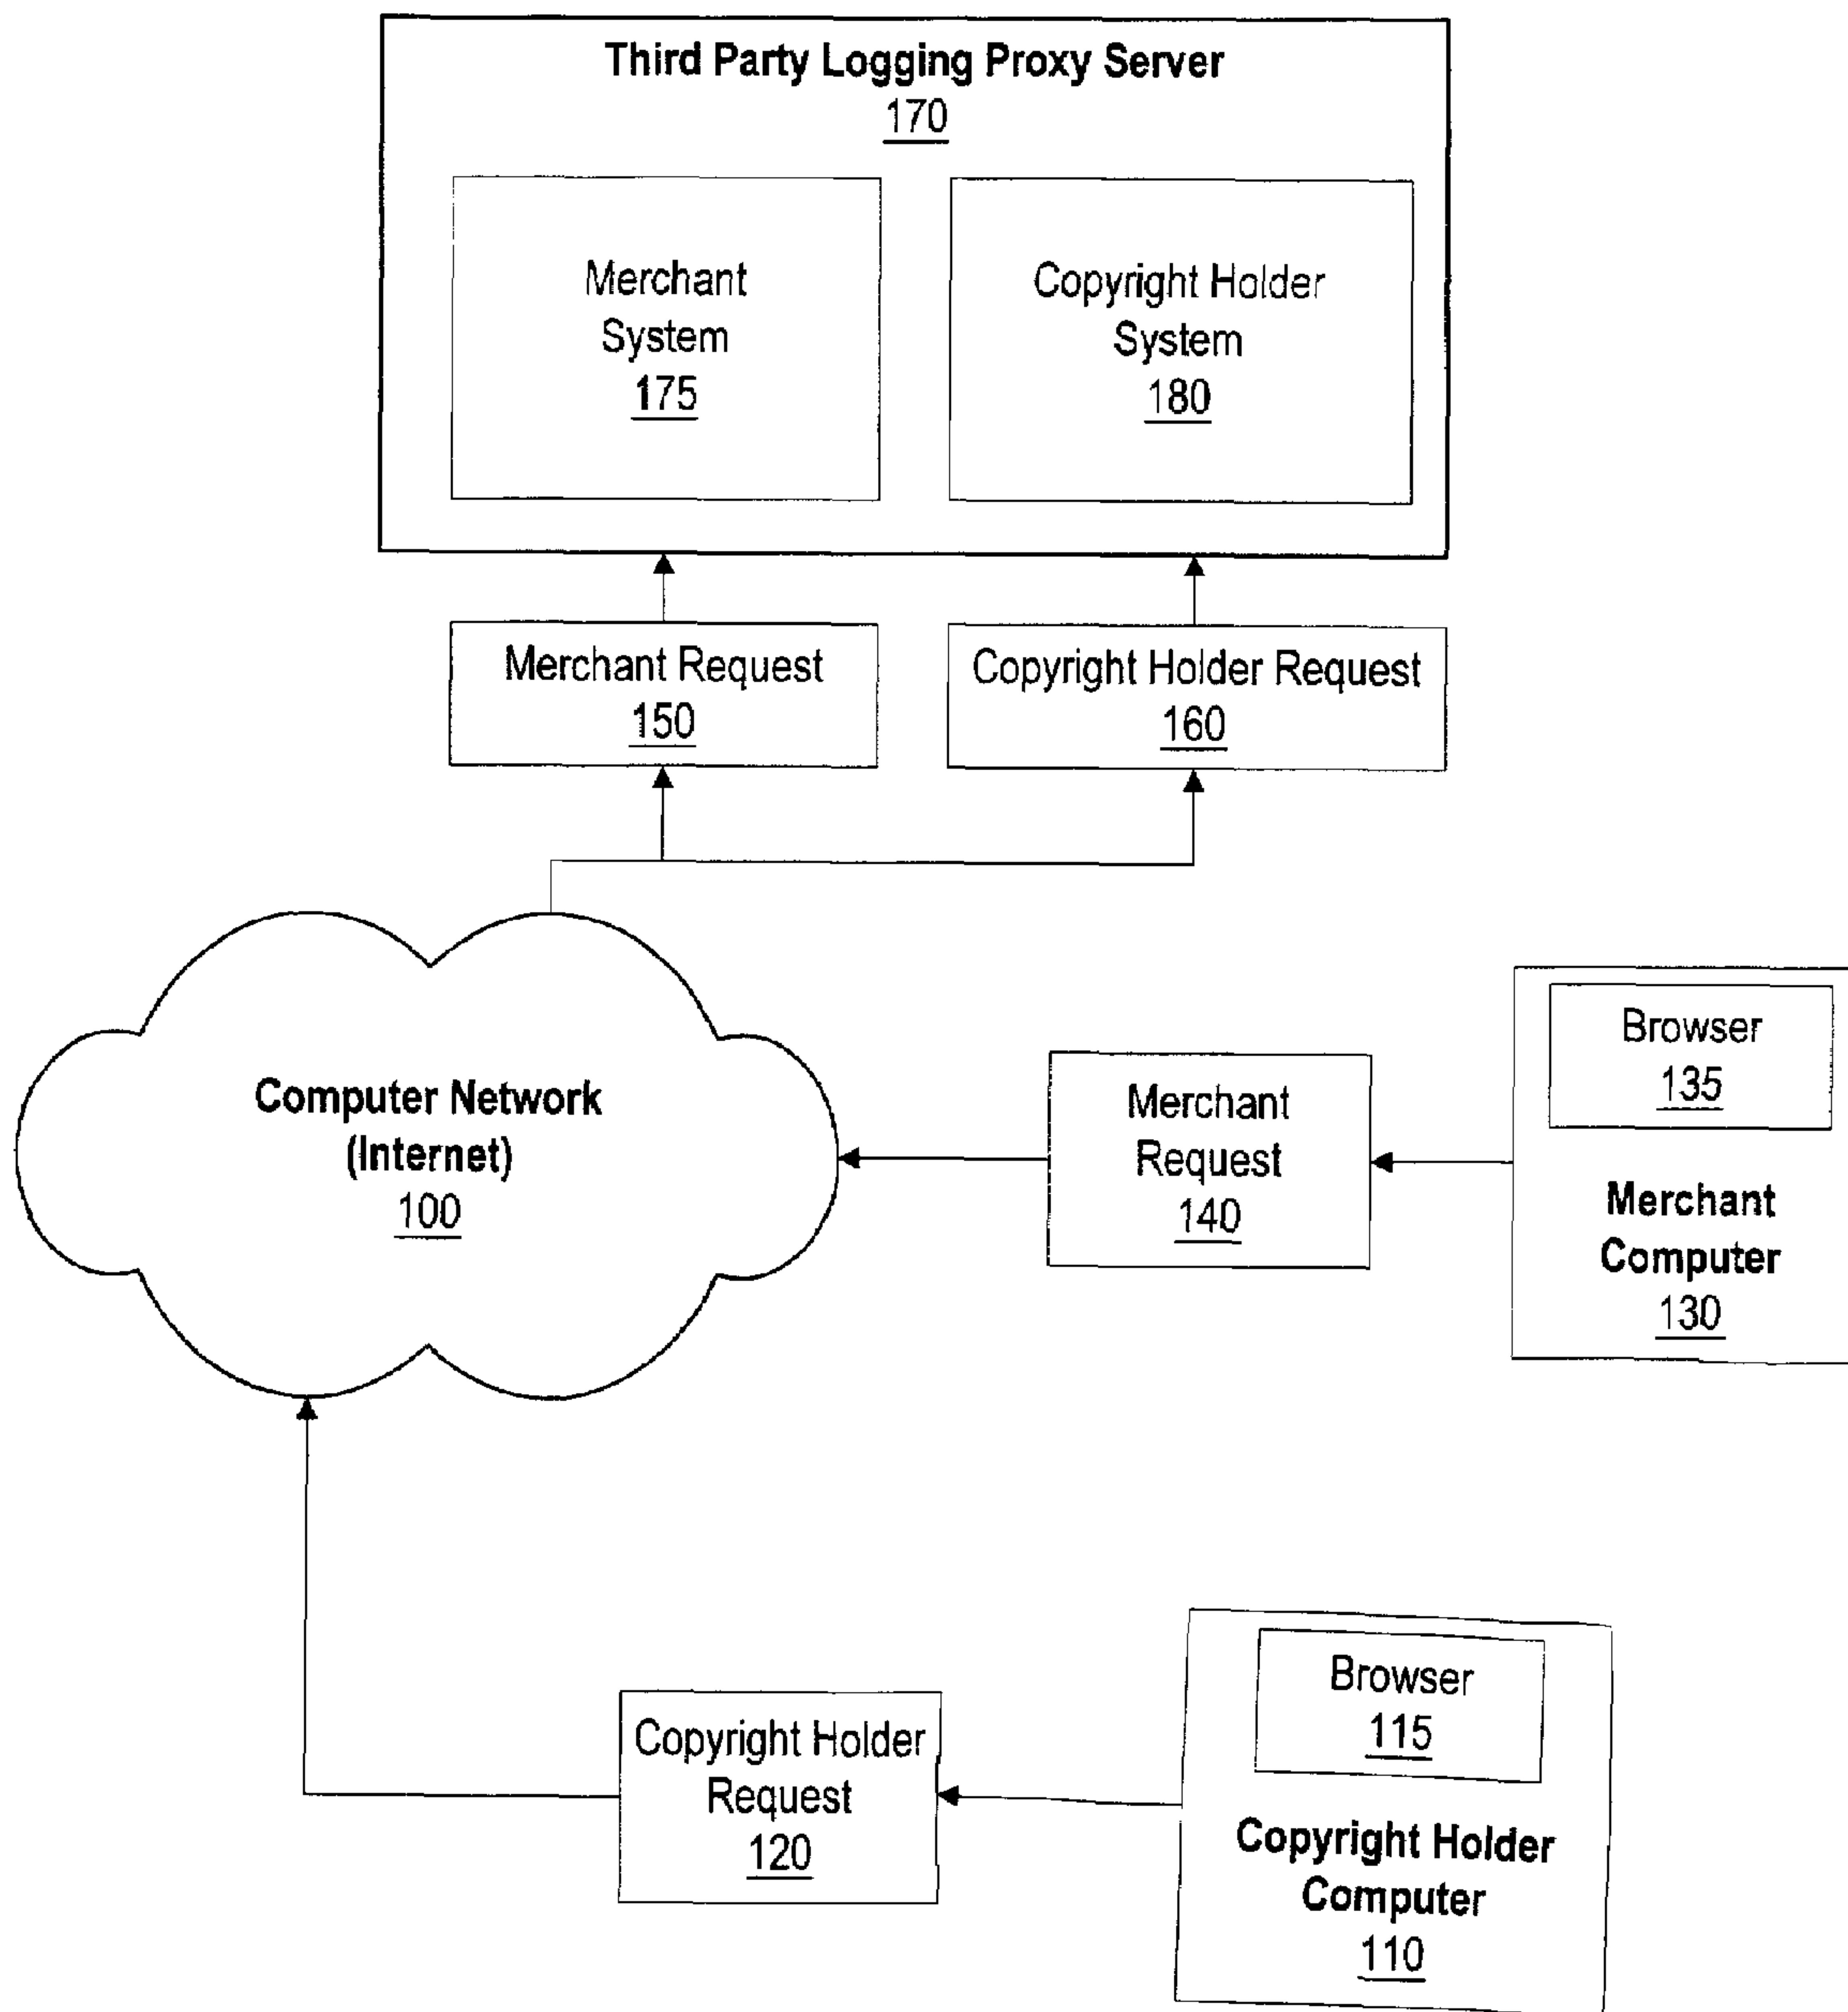 Third Party Logging Proxy Server
170
Merchant
System
175
Copyright Holder
System
180
Merchant Request
150
Copyright Holder Request
160
Computer Network
(Internet)
100
Merchant
Request
140
Browser
135
Merchant
Computer
130
Copyright Holder
Request
120
Browser
115
Copyright Holder
Computer
110